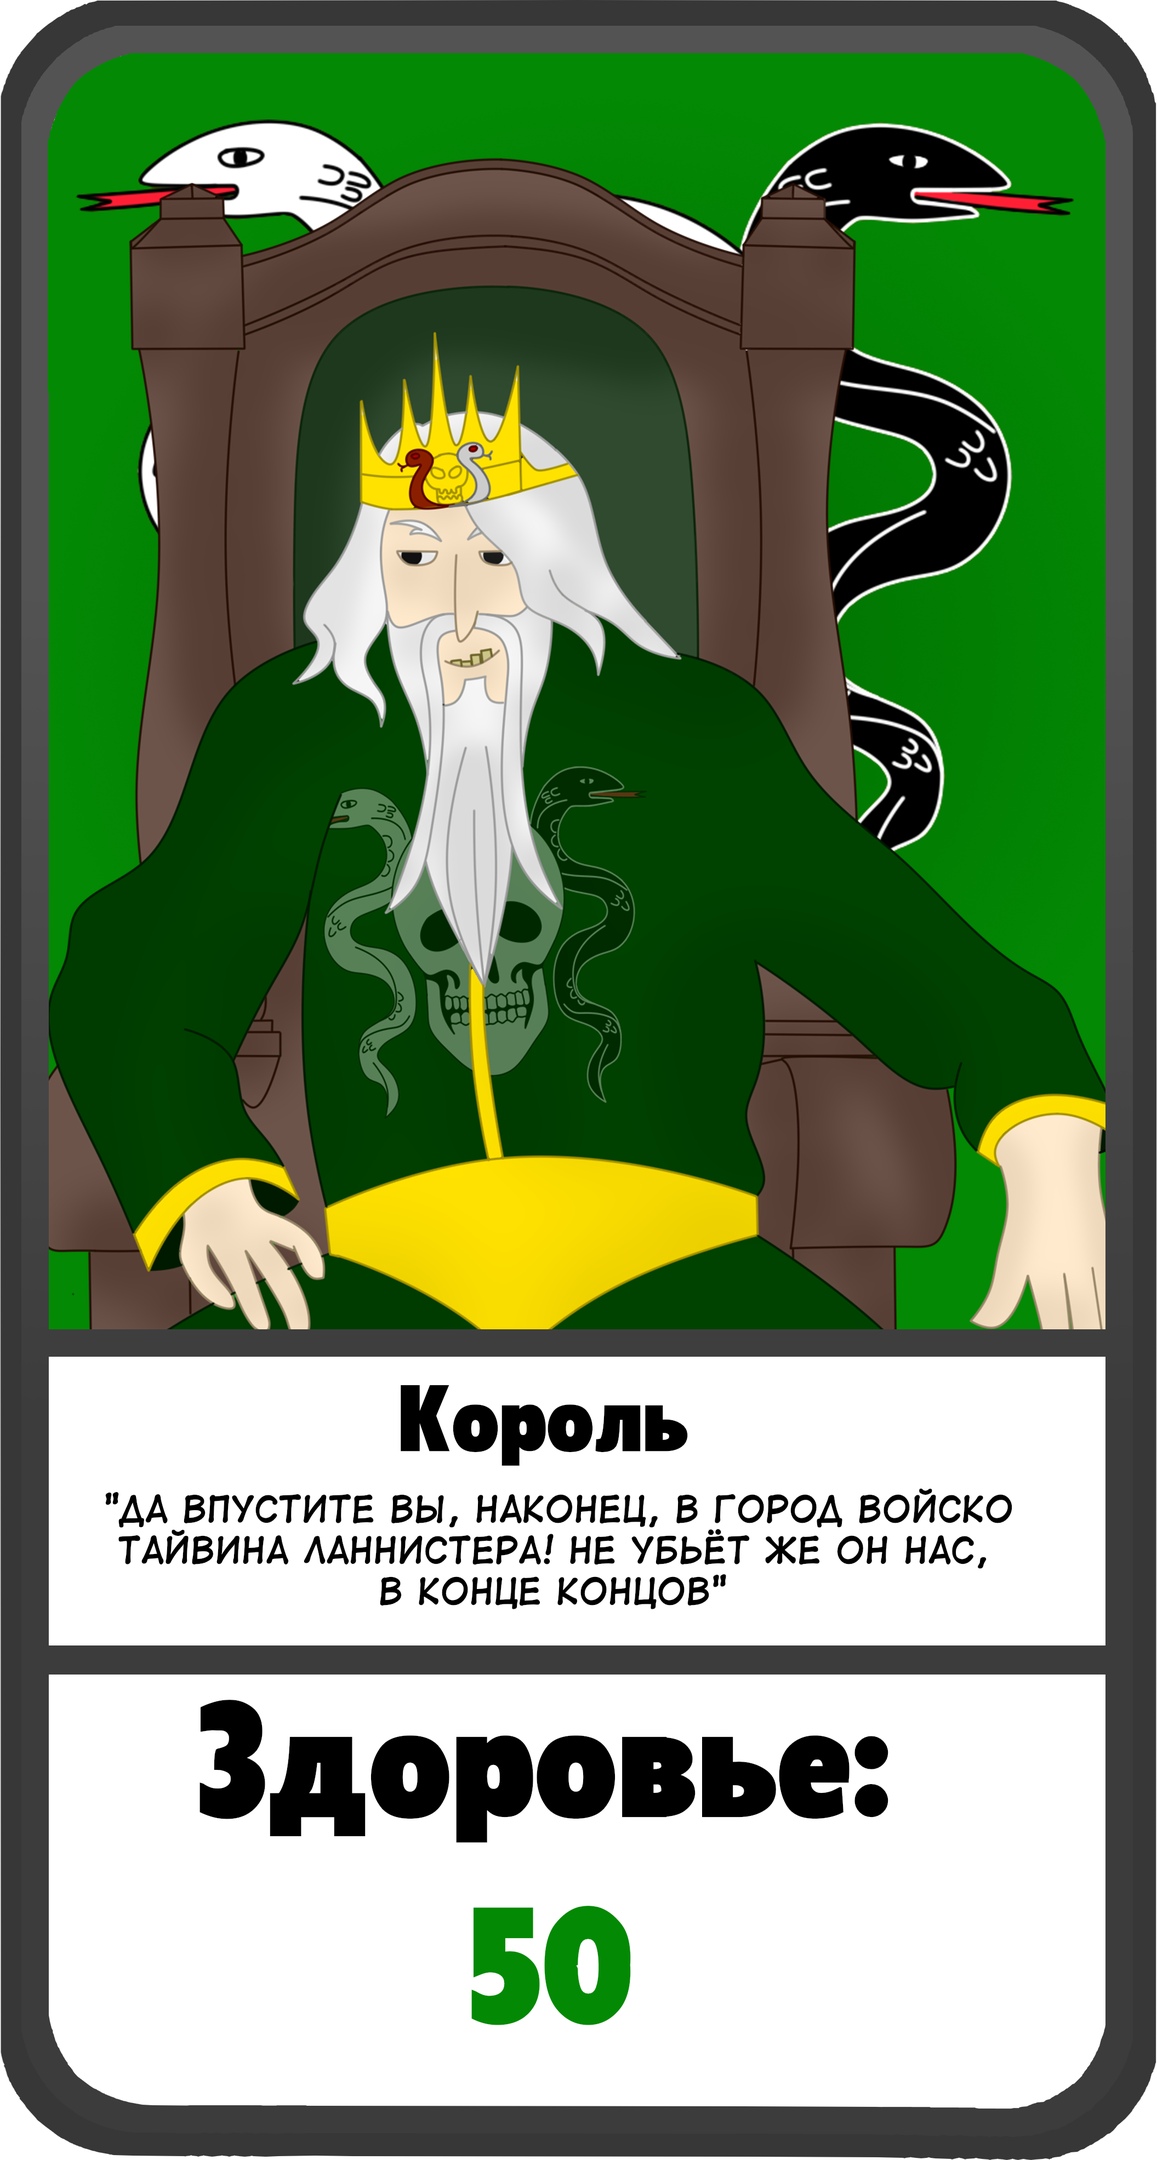 Король
"ДА ВПУСТИТЕ ВЫ, НАКОНЕЦ, В ГОРОД ВОЙСКО
ТАЙВИНА ЛАННИСТЕРА! НЕ УБЬЁТ ЖЕ ОН НАС,
В КОНЦЕ КОНЦОВ"
Здоровье:
50